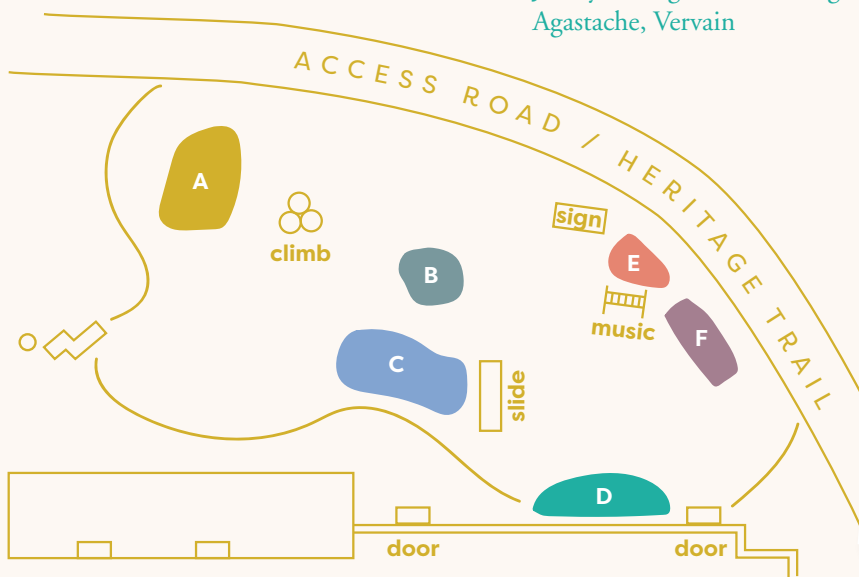 Agastache, Vervain
ACCESS ROAD / HERITAGE TRAIL
A
climb
B
sign
E
music
F
C
slide
D
door
door